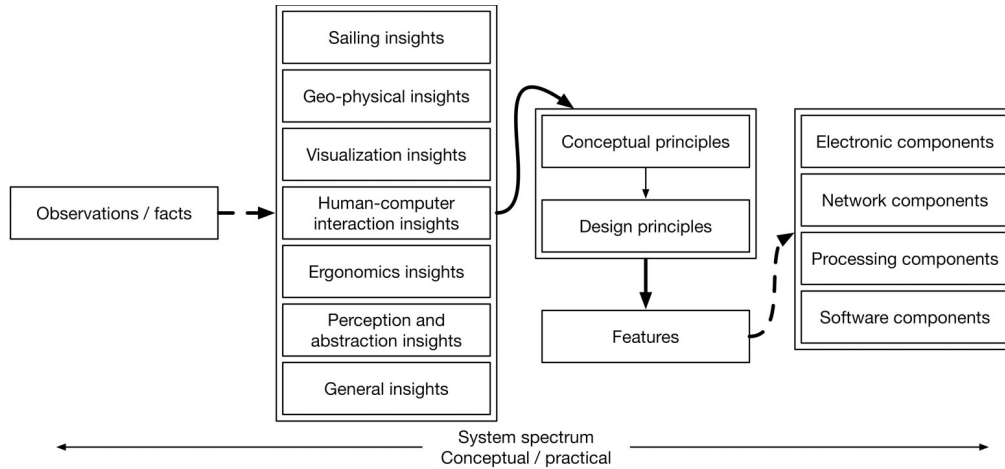 Observations / facts
Sailing insights
Geo-physical insights
Visualization insights
Human-computer
interaction insights
Ergonomics insights
Perception and
abstraction insights
General insights
Conceptual principles
Design principles
Features
Electronic components
Network components
Processing components
Software components
System spectrum
Conceptual / practical